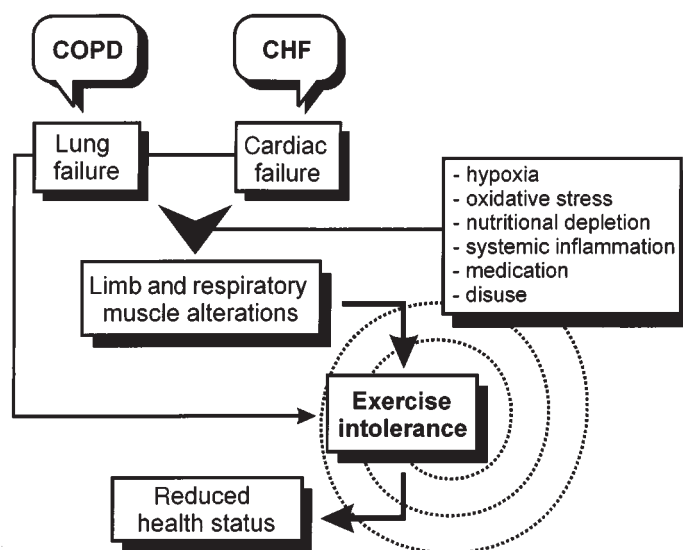 COPD
CHF
Lung
failure
Cardiac
failure
- hypoxia
- oxidative stress
- nutritional depletion
- systemic inflammation
- medication
- disuse
Limb and respiratory
muscle alterations
Exercise
intolerance
Reduced
health status